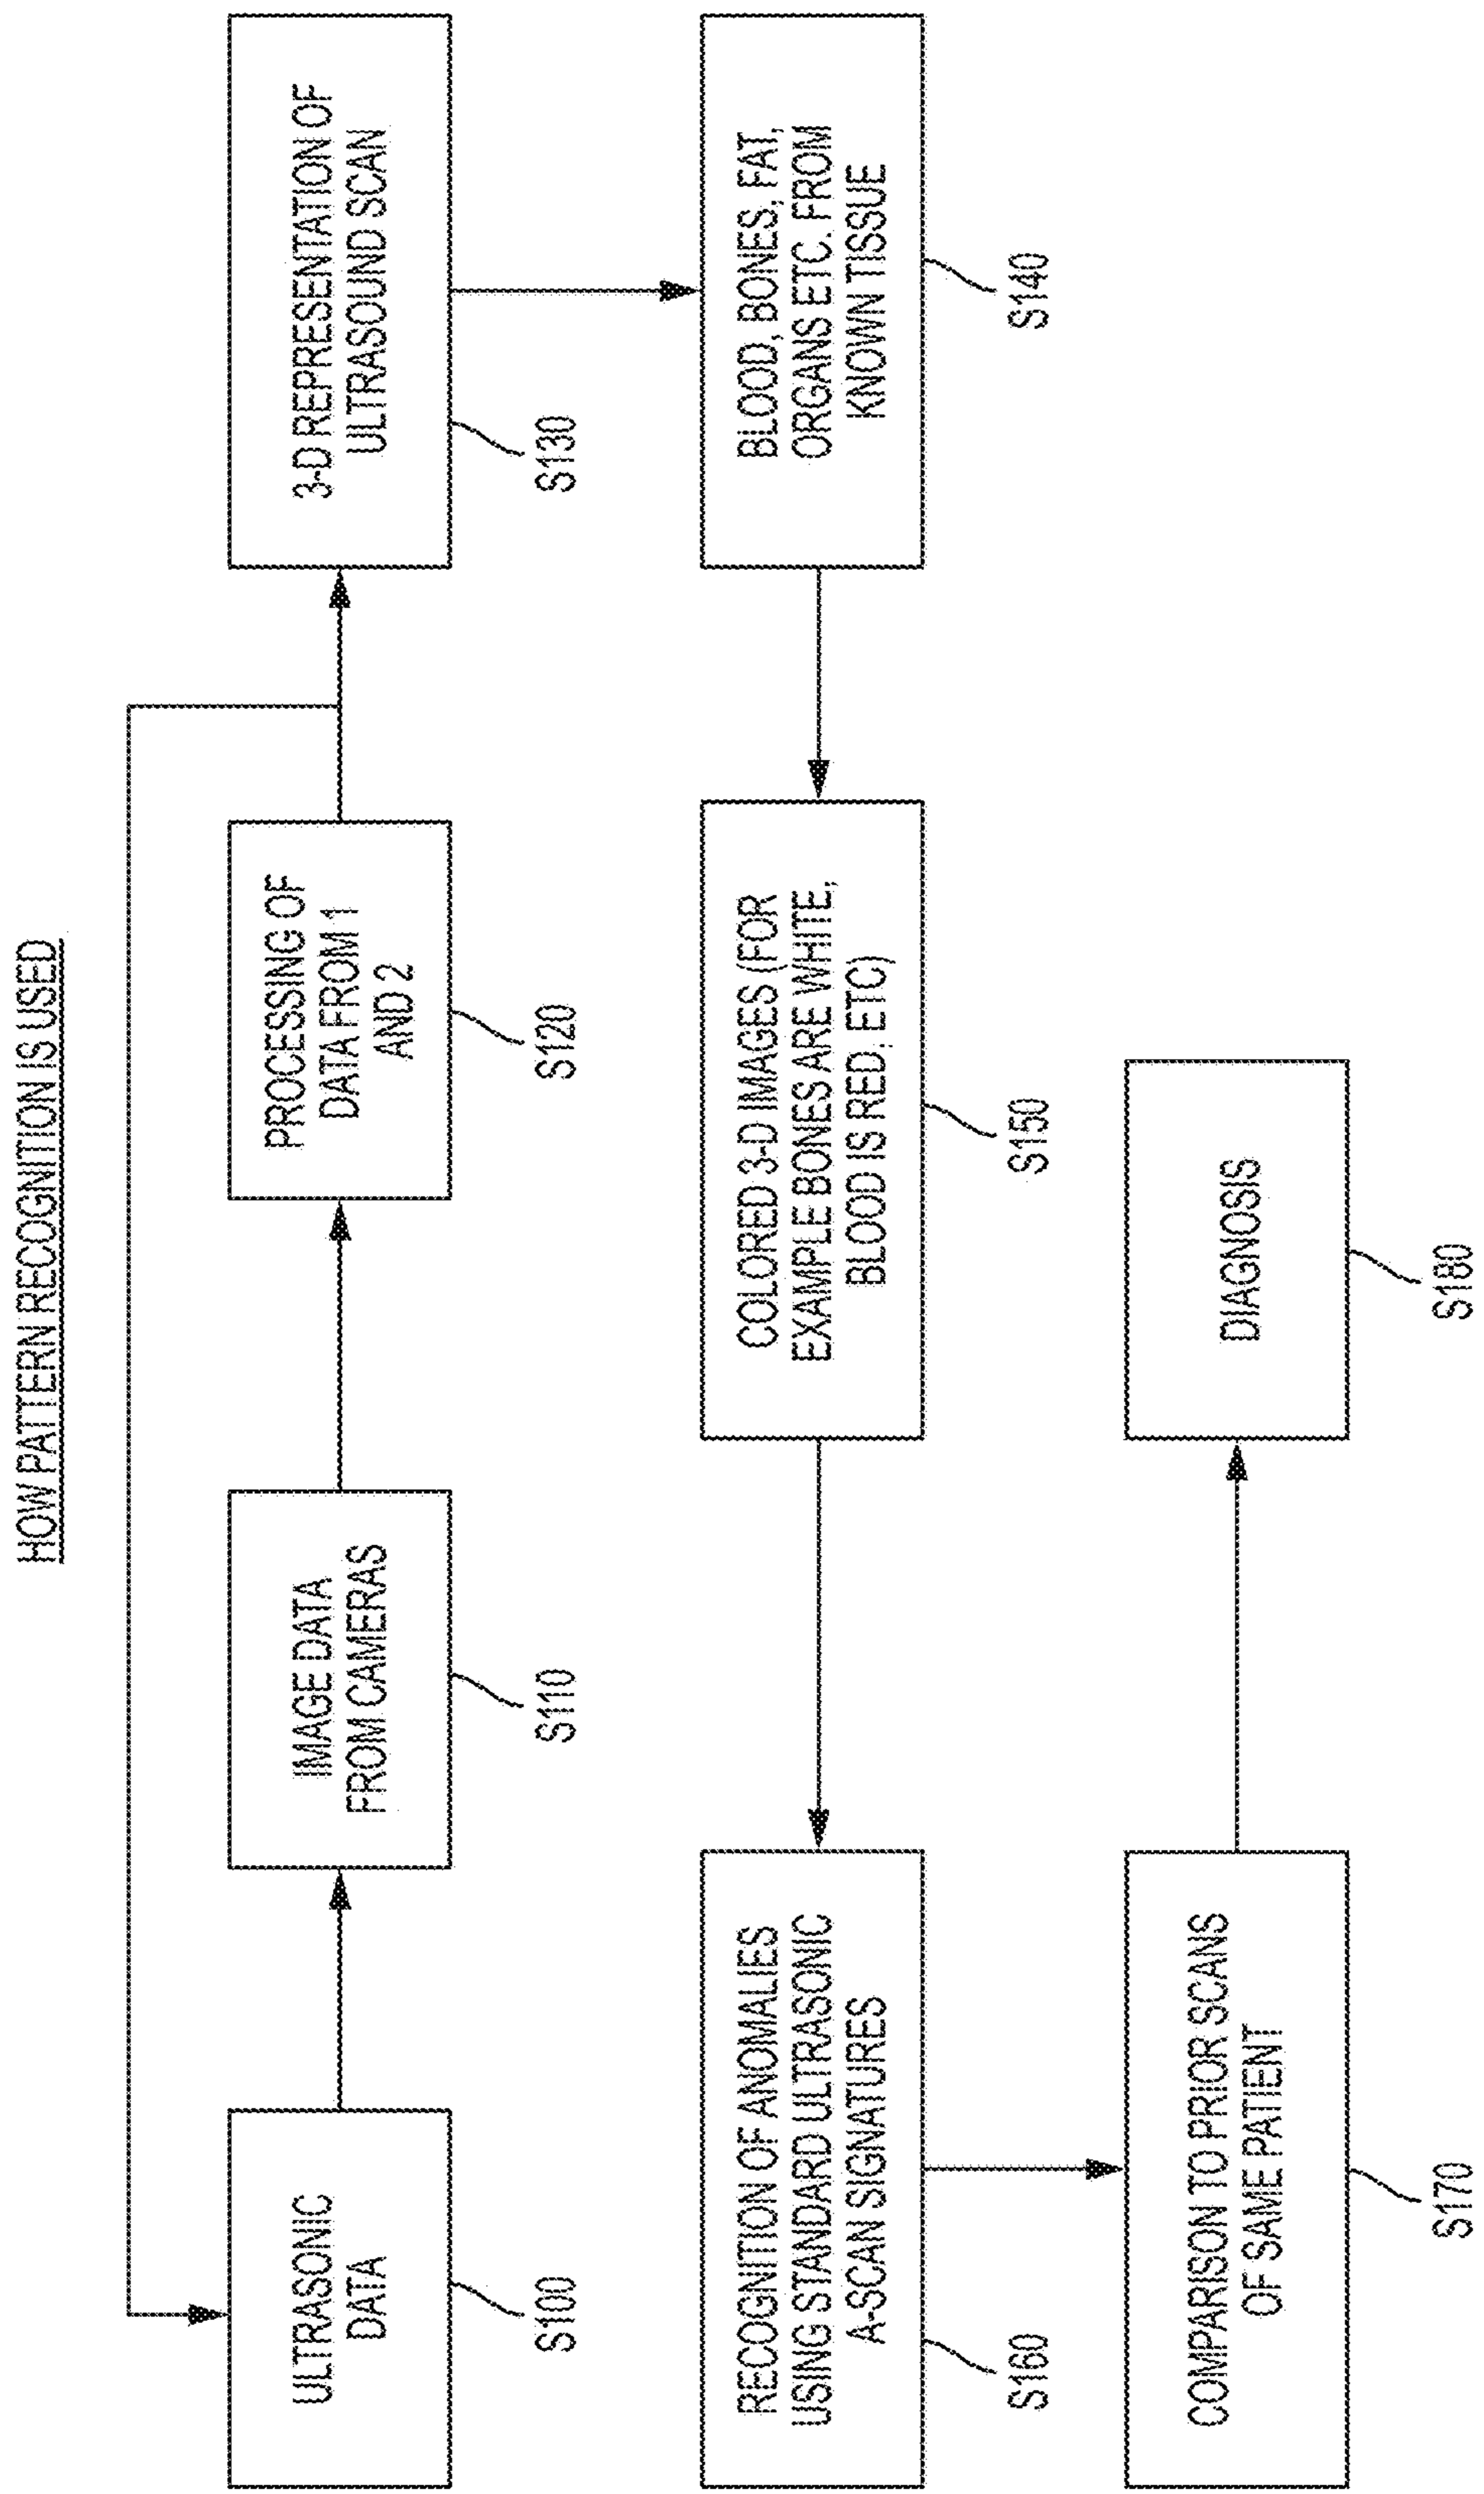 HOW PATTERN RECOGNITION IS USED
ULTRASONIC
DATA
S100
IMAGE DATA
FROM CAMERAS
S110
PROCESSING OF
DATA FROM 1
AND 2
S120
3-D REPRESENTATION OF
ULTRASOUND SCAN
S130
BLOOD, BONES, FAT,
ORGANS ETC. FROM
KNOWN TISSUE
S140
COLORED 3-D IMAGES (FOR
EXAMPLE BONES ARE WHITE,
BLOOD IS RED, ETC)
S150
RECOGNITION OF ANOMALIES
USING STANDARD ULTRASONIC
A-SCAN SIGNATURES
S160
COMPARISON TO PRIOR SCANS
OF SAME PATIENT
S170
DIAGNOSIS
S180